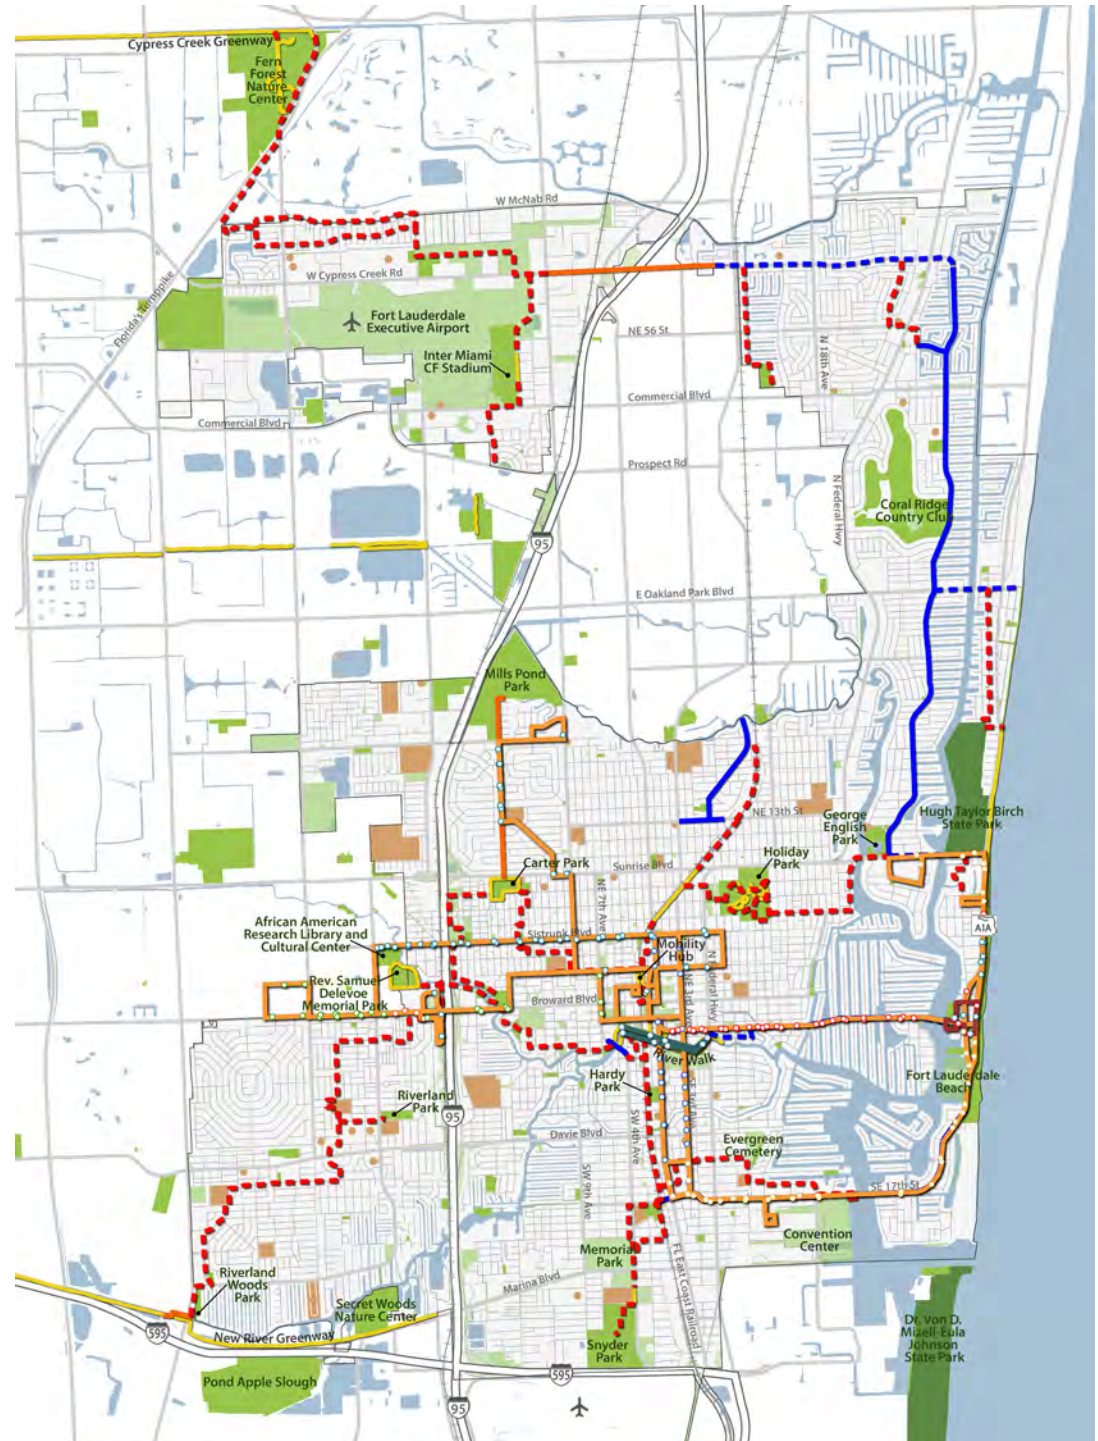 Cypress Creek Greenway
Fern
Forest
Nature
Center
W McNab Rd
Florida's Turnpike
W Cypress Creek Rd
Fort Lauderdale
Executive Airport
NE 56 St
N 18th Ave
Inter Miami
CF Stadium
Commercial Blvd
Commercial Blvd
Prospect Rd
N Federal Hwy
Coral Ridge
Country Club
95
E Oakland Park Blvd
Mills Pond
Park
NE 13th St
George
English
Park
Hugh Taylor Birch
State Park
Holiday
Park
Sunrise Blvd
Carter Park
NE 7th Ave
African American
Research Library and
Cultural Center
Sistrunk Blvd
A1A
Mobility
Hub
N Federal Hwy
NE 3rd Ave
Rev. Samuel
Delevoe
Memorial Park
Broward Blvd
River Walk
Fort Lauderdale
Beach
Hardy
Park
SE 3rd Ave
Riverland
Park
95
SW 4th Ave
Davie Blvd
Evergreen
Cemetery
SW 9th Ave
SE 17th St
Convention
Center
Memorial
Park
Marina Blvd
FL East Coast Railroad
Riverland
Woods
Park
Secret Woods
Nature Center
595
New River Greenway
Snyder
Park
Dr. Von D.
Mizell-Eula
Johnson
State Park
595
Pond Apple Slough
95